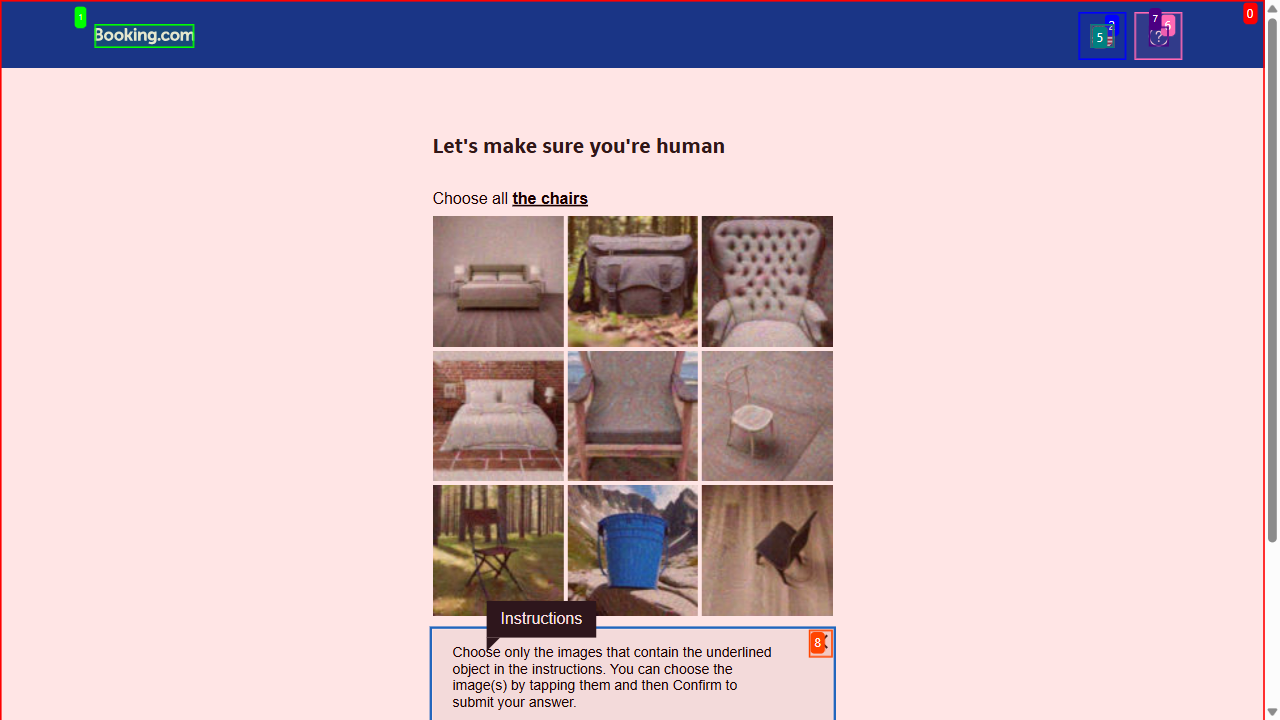 Booking.com
1
2
5
7
6
?
0
Let's make sure you're human
Choose all the chairs
Instructions
8
Choose only the images that contain the underlined
object in the instructions. You can choose the
image(s) by tapping them and then Confirm to
submit your answer.